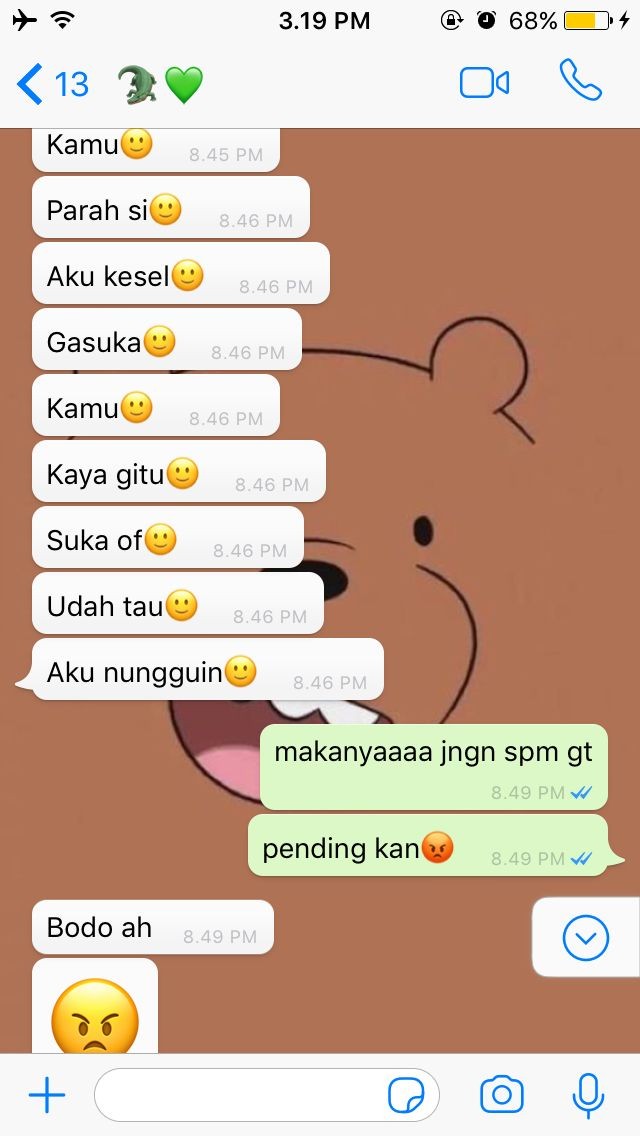 3.19 PM 68%
13 🐊💚
Kamu🙂 8.45 PM
Parah si🙂 8.46 PM
Aku kesel🙂 8.46 PM
Gasuka🙂 8.46 PM
Kamu🙂 8.46 PM
Kaya gitu🙂 8.46 PM
Suka of🙂 8.46 PM
Udah tau🙂 8.46 PM
Aku nungguin🙂 8.46 PM
makanyaaaa jngn spm gt
8.49 PM
pending kan😡 8.49 PM
Bodo ah 8.49 PM
😠